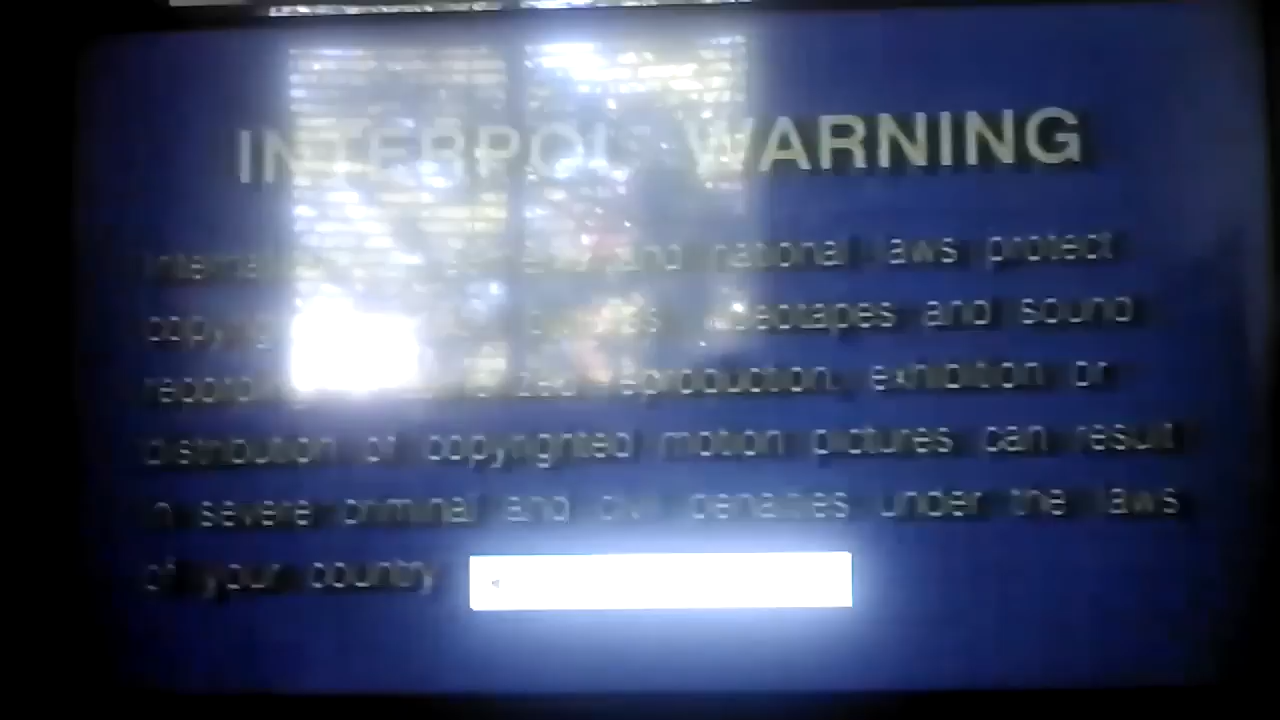 INTERPOL WARNING
and national laws protect
videotapes and sound
reproduction, exhibition or
distribution of copyrighted motion pictures can result
in severe criminal and civil penalties under the laws
of your country